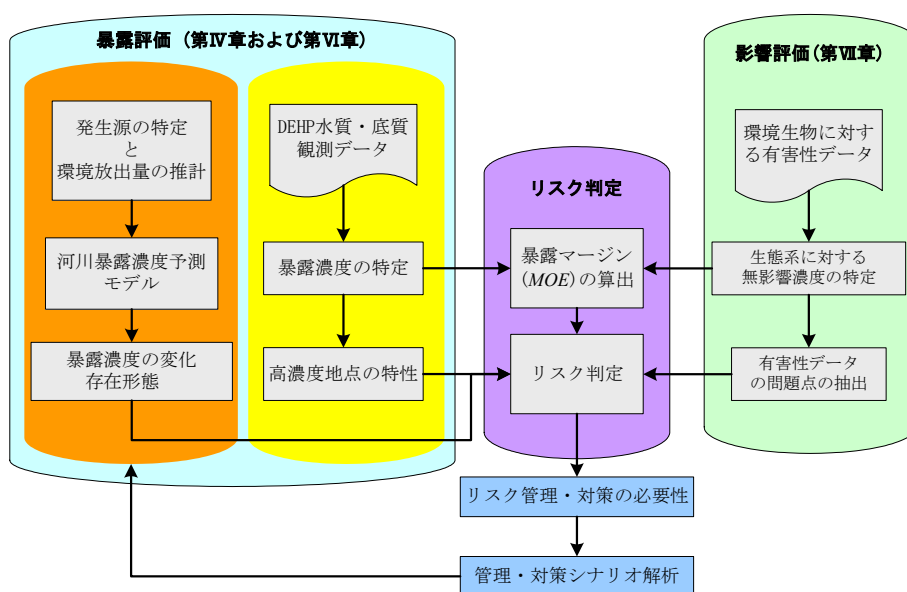 暴露評価 (第Ⅳ章および第Ⅵ章)
発生源の特定
と
環境放出量の推計
河川暴露濃度予測
モデル
暴露濃度の変化
存在形態
DEHP水質・底質
観測データ
暴露濃度の特定
高濃度地点の特性
リスク判定
暴露マージン
(MOE)の算出
リスク判定
影響評価(第Ⅶ章)
環境生物に対す
る有害性データ
生態系に対する
無影響濃度の特定
有害性データ
の問題点の抽出
リスク管理・対策の必要性
管理・対策シナリオ解析